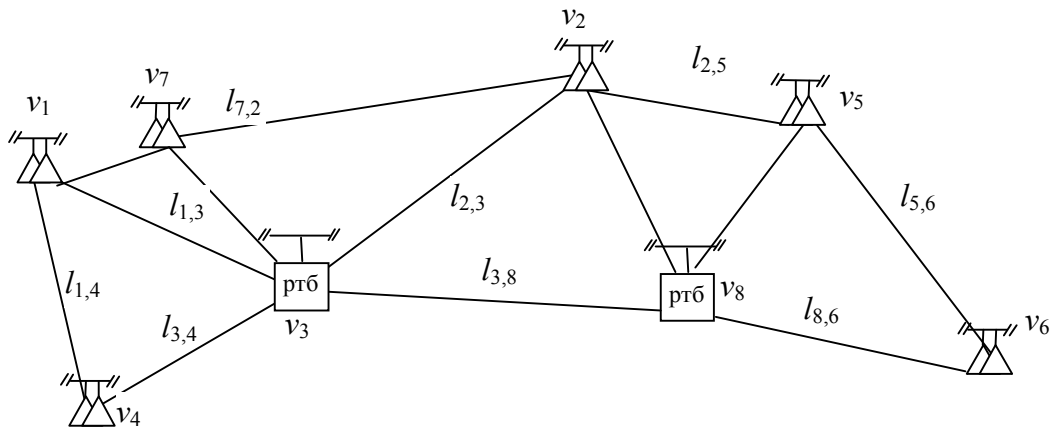 v2
l2,5
v7
v5
v1
l7,2
l1,3
l2,3
l5,6
l1,4
ртб
l3,8
ртб
v8
l3,4
v3
l8,6
v6
v4